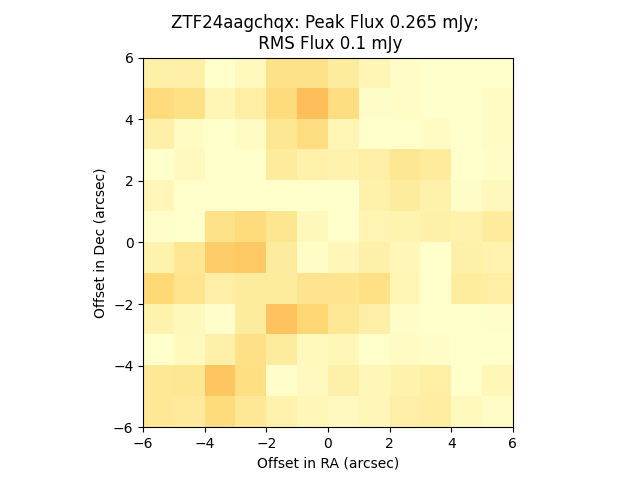 ZTF24aagchqx: Peak Flux 0.265 mJy;
RMS Flux 0.1 mJy
6
4
2
0
−2
−4
−6
Offset in Dec (arcsec)
−6 −4 −2 0 2 4 6
Offset in RA (arcsec)